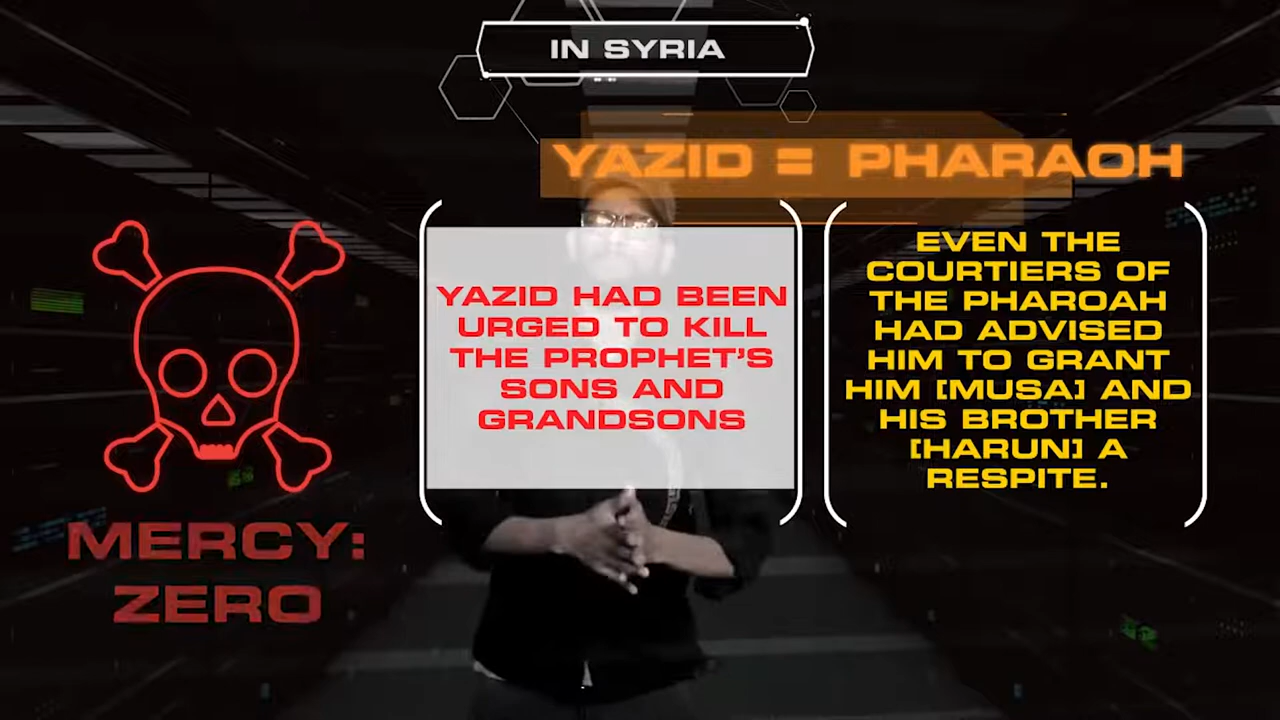 IN SYRIA
YAZID = PHARAOH
YAZID HAD BEEN
URGED TO KILL
THE PROPHET'S
SONS AND
GRANDSONS
EVEN THE
COURTIERS OF
THE PHAROAH
HAD ADVISED
HIM TO GRANT
HIM [MUSA] AND
HIS BROTHER
[HARUN] A
RESPITE.
MERCY:
ZERO